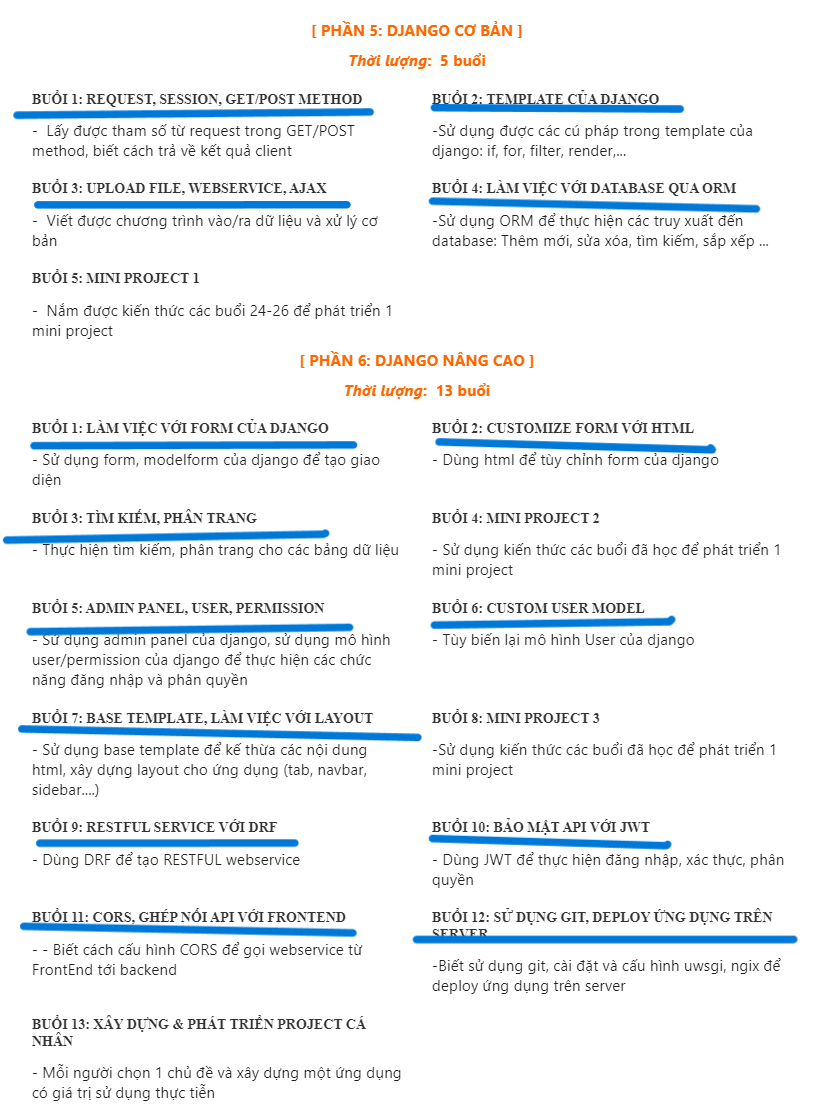 [ PHẦN 5: DJANGO CƠ BẢN ]
Thời lượng: 5 buổi
BUỔI 1: REQUEST, SESSION, GET/POST METHOD
- Lấy được tham số từ request trong GET/POST
method, biết cách trả về kết quả client
BUỔI 2: TEMPLATE CỦA DJANGO
-Sử dụng được các cú pháp trong template của
django: if, for, filter, render,...
BUỔI 3: UPLOAD FILE, WEBSERVICE, AJAX
- Viết được chương trình vào/ra dữ liệu và xử lý cơ
bản
BUỔI 4: LÀM VIỆC VỚI DATABASE QUA ORM
-Sử dụng ORM để thực hiện các truy xuất đến
database: Thêm mới, sửa xóa, tìm kiếm, sắp xếp ...
BUỔI 5: MINI PROJECT 1
- Nắm được kiến thức các buổi 24-26 để phát triển 1
mini project
[ PHẦN 6: DJANGO NÂNG CAO ]
Thời lượng: 13 buổi
BUỔI 1: LÀM VIỆC VỚI FORM CỦA DJANGO
- Sử dụng form, modelform của django để tạo giao
diện
BUỔI 2: CUSTOMIZE FORM VỚI HTML
- Dùng html để tùy chỉnh form của django
BUỔI 3: TÌM KIẾM, PHÂN TRANG
- Thực hiện tìm kiếm, phân trang cho các bảng dữ liệu
BUỔI 4: MINI PROJECT 2
- Sử dụng kiến thức các buổi đã học để phát triển 1
mini project
BUỔI 5: ADMIN PANEL, USER, PERMISSION
- Sử dụng admin panel của django, sử dụng mô hình
user/permission của django để thực hiện các chức
năng đăng nhập và phân quyền
BUỔI 6: CUSTOM USER MODEL
- Tùy biến lại mô hình User của django
BUỔI 7: BASE TEMPLATE, LÀM VIỆC VỚI LAYOUT
- Sử dụng base template để kế thừa các nội dung
html, xây dựng layout cho ứng dụng (tab, navbar,
sidebar....)
BUỔI 8: MINI PROJECT 3
-Sử dụng kiến thức các buổi đã học để phát triển 1
mini project
BUỔI 9: RESTFUL SERVICE VỚI DRF
- Dùng DRF để tạo RESTFUL webservice
BUỔI 10: BẢO MẬT API VỚI JWT
- Dùng JWT để thực hiện đăng nhập, xác thực, phân
quyền
BUỔI 11: CORS, GHÉP NỐI API VỚI FRONTEND
- - Biết cách cấu hình CORS để gọi webservice từ
FrontEnd tới backend
BUỔI 12: SỬ DỤNG GIT, DEPLOY ỨNG DỤNG TRÊN
SERVER
-Biết sử dụng git, cài đặt và cấu hình uwsgi, ngix để
deploy ứng dụng trên server
BUỔI 13: XÂY DỰNG & PHÁT TRIỂN PROJECT CÁ
NHÂN
- Mỗi người chọn 1 chủ đề và xây dựng một ứng dụng
có giá trị sử dụng thực tiễn